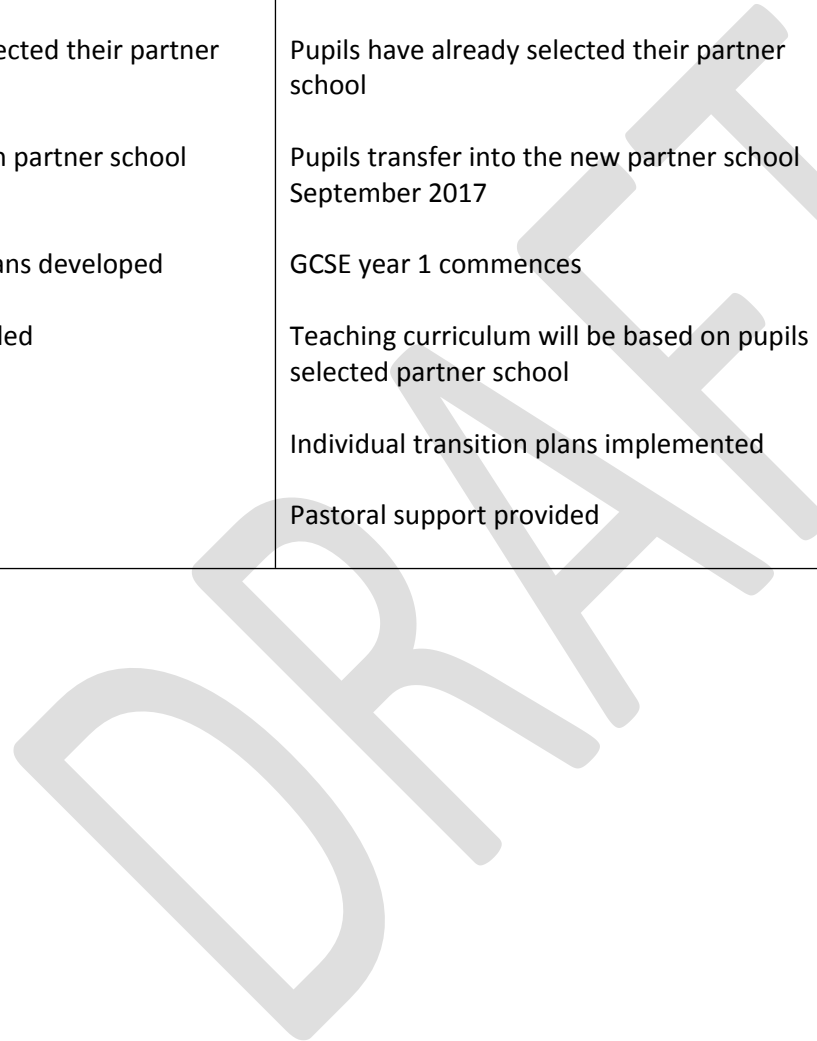 ected their partner
partner school
ans developed
led
Pupils have already selected their partner
school
Pupils transfer into the new partner school
September 2017
GCSE year 1 commences
Teaching curriculum will be based on pupils
selected partner school
Individual transition plans implemented
Pastoral support provided
DRAFT